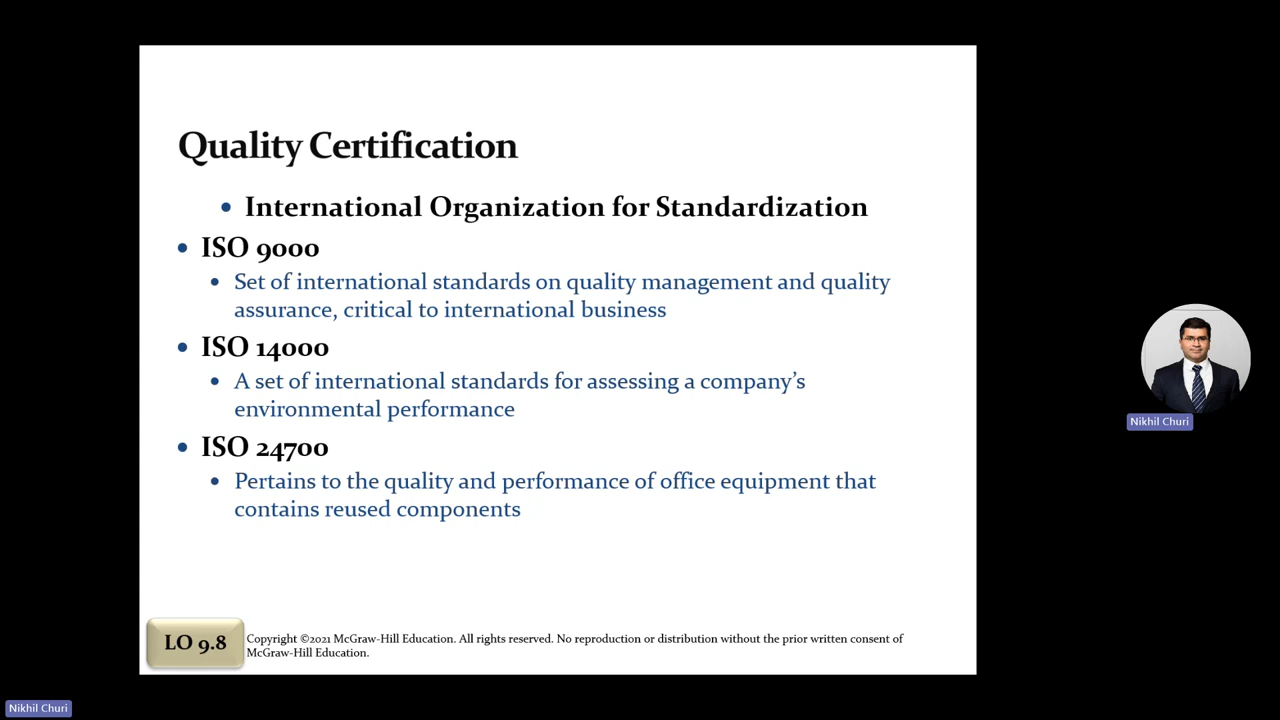 Quality Certification
• International Organization for Standardization
• ISO 9000
• Set of international standards on quality management and quality
assurance, critical to international business
• ISO 14000
• A set of international standards for assessing a company’s
environmental performance
• ISO 24700
• Pertains to the quality and performance of office equipment that
contains reused components
LO 9.8
Copyright ©2021 McGraw-Hill Education. All rights reserved. No reproduction or distribution without the prior written consent of
McGraw-Hill Education.
Nikhil Churi
Nikhil Churi